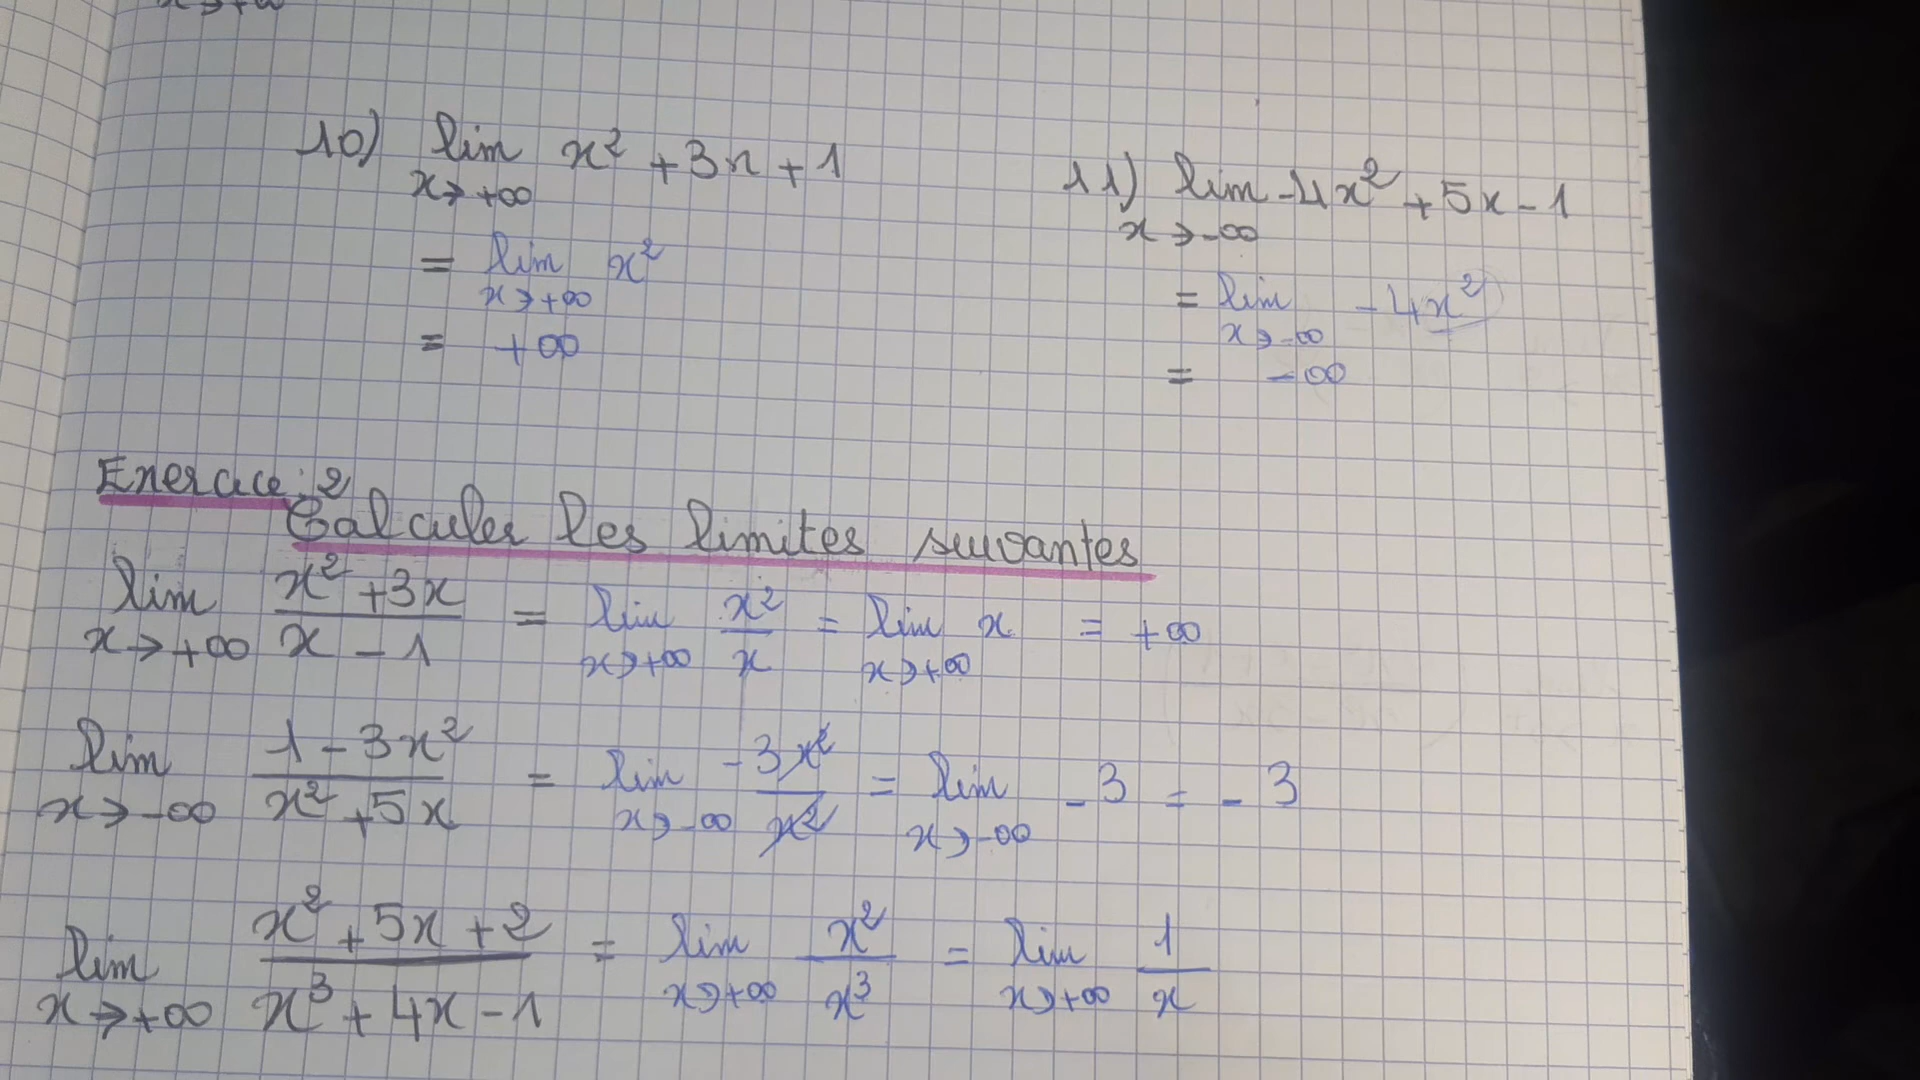 10) lim x² + 3x + 1
x→+∞
= lim x²
x→+∞
= +∞
11) lim -4x² + 5x - 1
x→-∞
= lim -4x²
x→-∞
= -∞
Exercice : 2
Calculer les limites suivantes
lim (x² + 3x)/(x - 1) = lim x²/x = lim x = +∞
x→+∞ x→+∞ x→+∞
lim (1 - 3x²)/(x² + 5x) = lim -3x²/x² = lim -3 = -3
x→-∞ x→-∞ x→-∞
lim (x² + 5x + 2)/(x³ + 4x - 1) = lim x²/x³ = lim 1/x
x→+∞ x→+∞ x→+∞